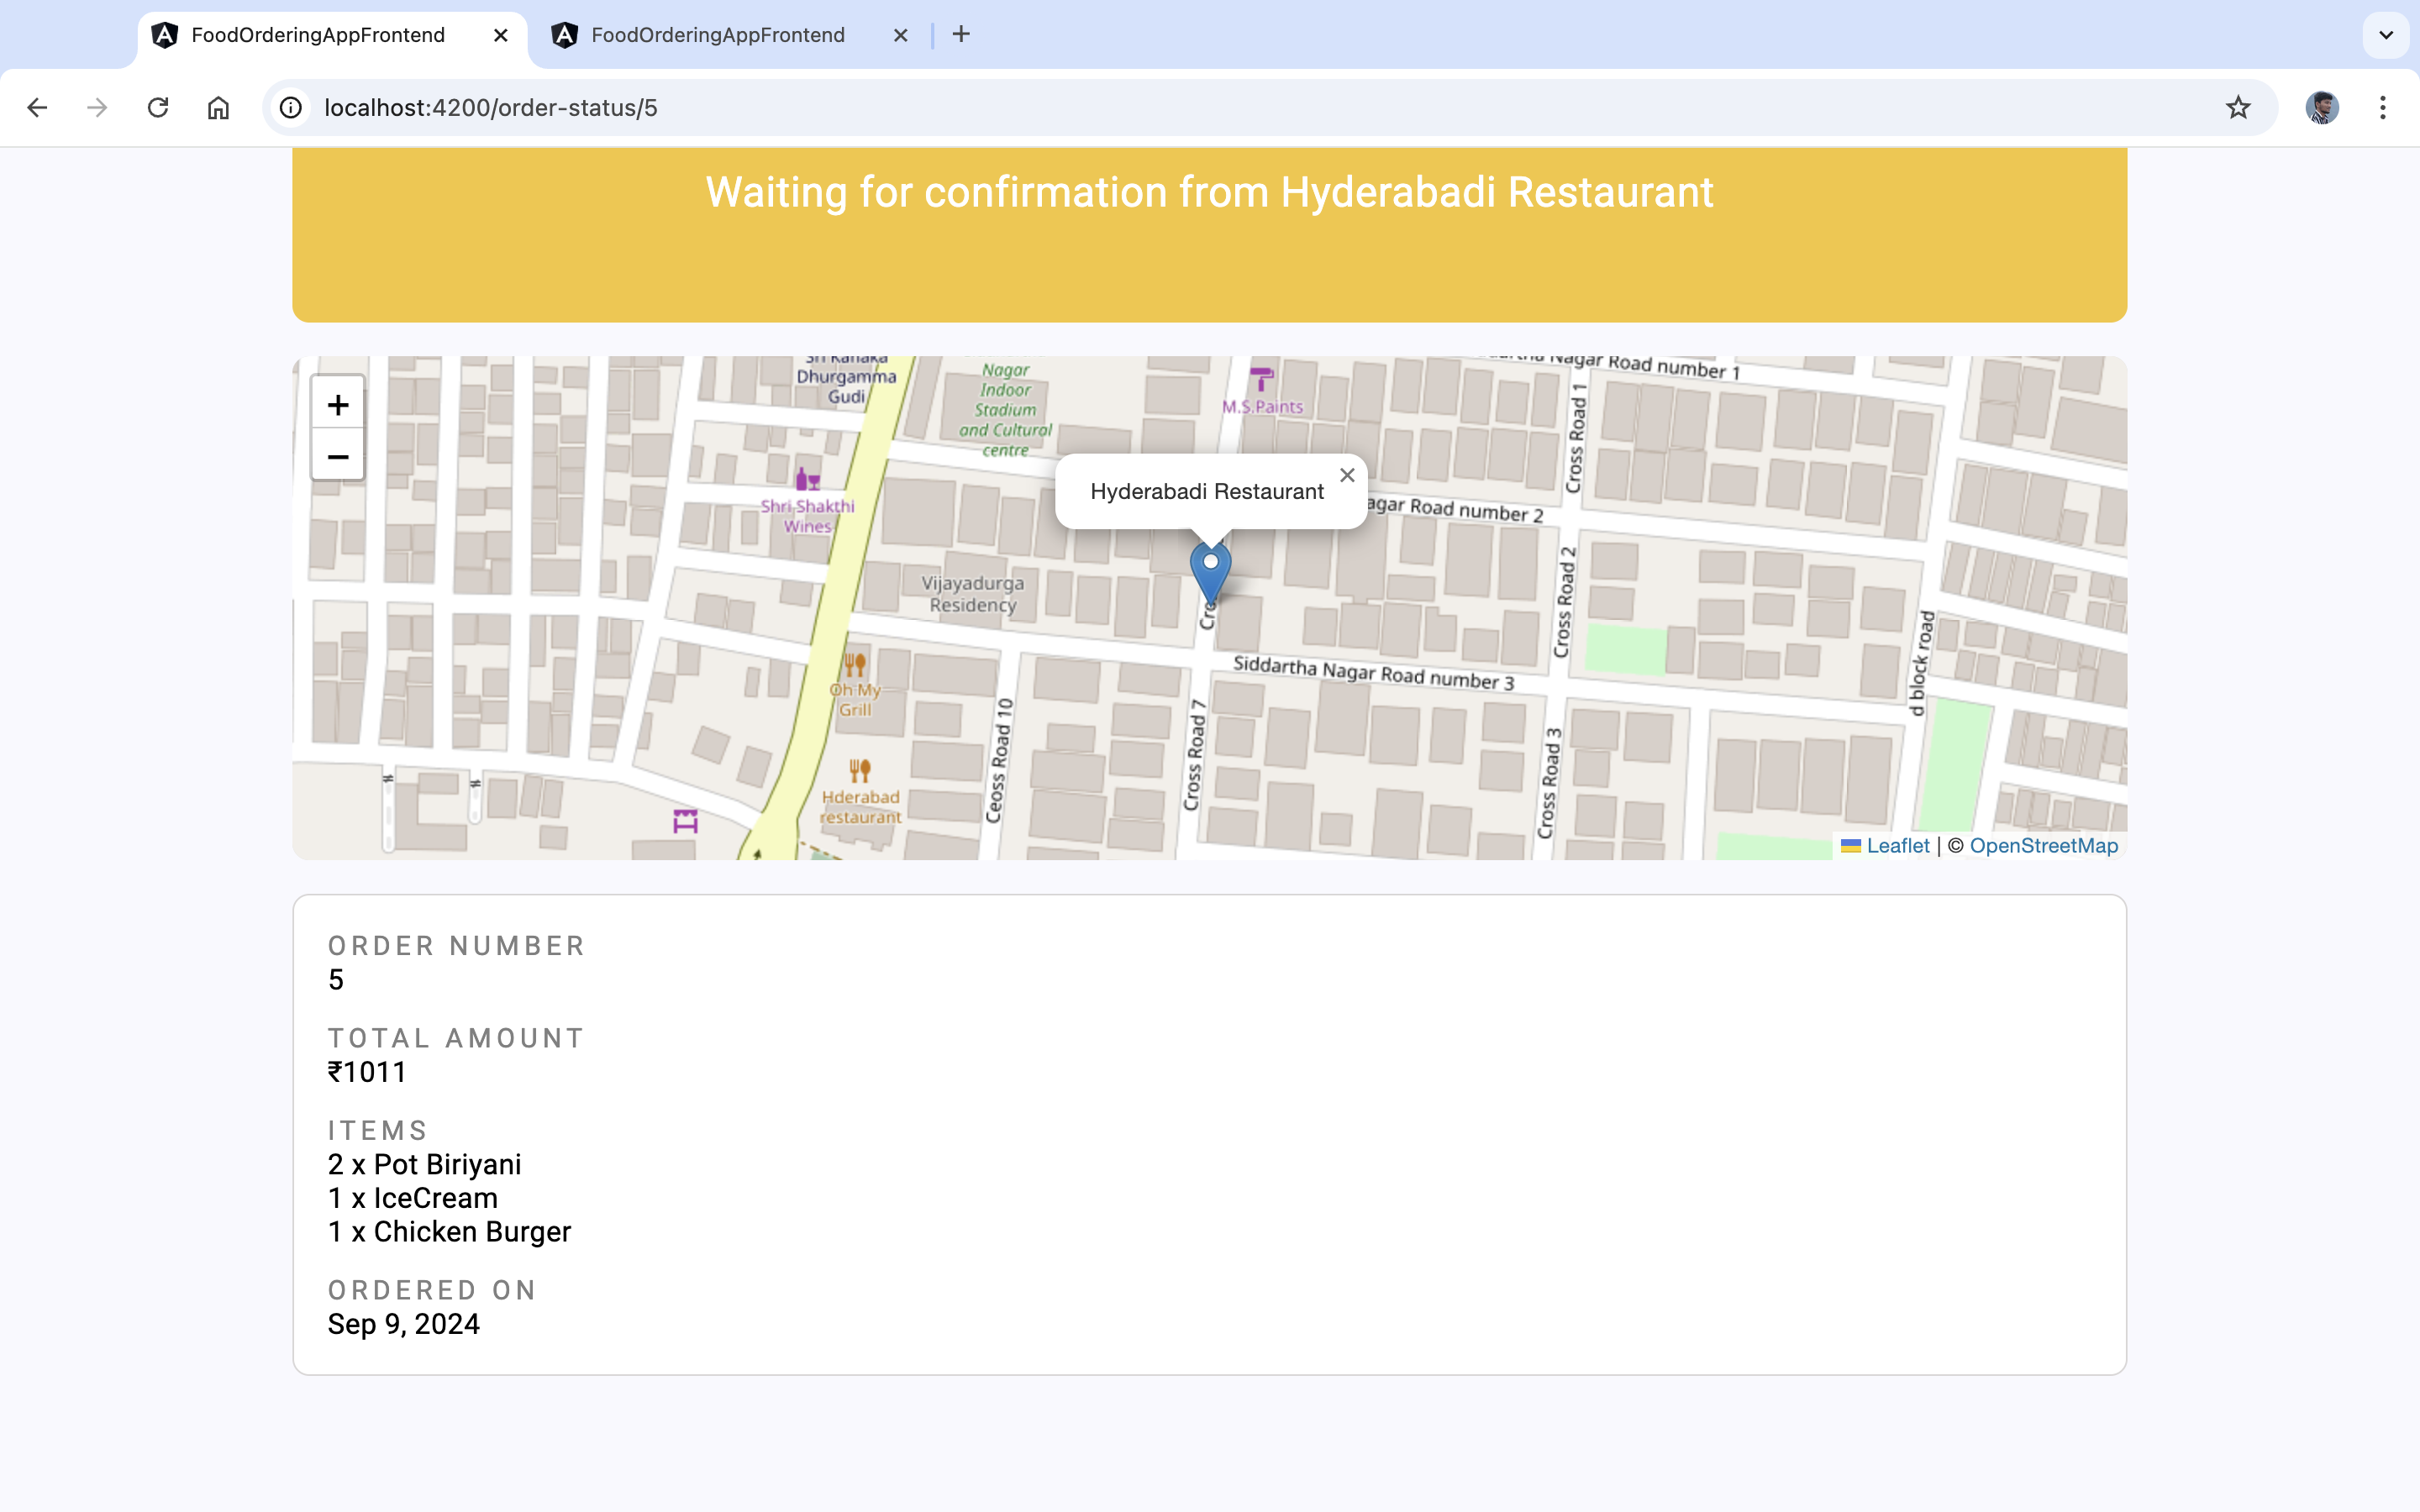 FoodOrderingAppFrontend
FoodOrderingAppFrontend
localhost:4200/order-status/5
Waiting for confirmation from Hyderabadi Restaurant
+
−
Sri Kanaka
Dhurgamma
Gudi
Nagar
Indoor
Stadium
and Cultural
centre
M.S.Paints
Nagar Road number 1
Cross Road 1
Shri Shakthi
Wines
Hyderabadi Restaurant
agar Road number 2
Vijayadurga
Residency
Cro
Cross Road 2
d block road
Siddartha Nagar Road number 3
Oh My
Grill
Ceoss Road 10
Cross Road 7
Cross Road 3
Hderabad
restaurant
Leaflet | © OpenStreetMap
ORDER NUMBER
5
TOTAL AMOUNT
₹1011
ITEMS
2 x Pot Biriyani
1 x IceCream
1 x Chicken Burger
ORDERED ON
Sep 9, 2024